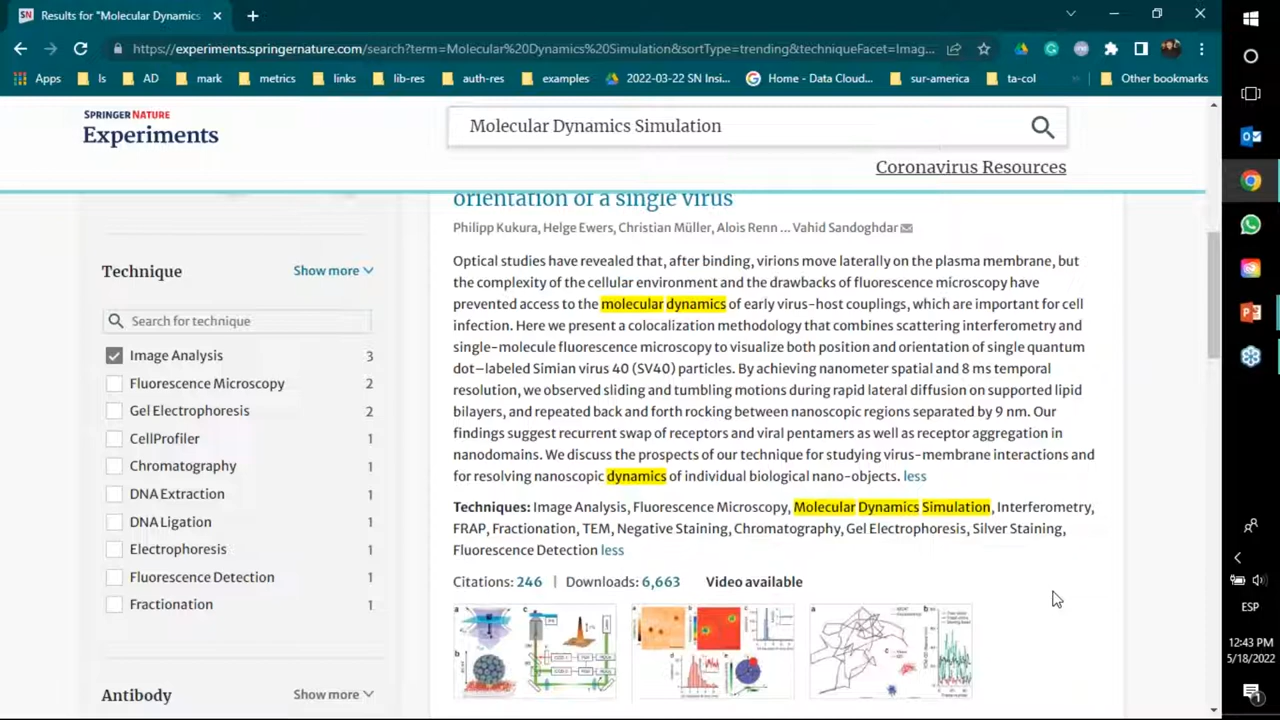 Results for "Molecular Dynamics
https://experiments.springernature.com/search?term=Molecular%20Dynamics%20Simulation&sortType=trending&techniqueFacet=Imag...
Apps
ls
AD
mark
metrics
links
lib-res
auth-res
examples
2022-03-22 SN Insi...
Home - Data Cloud...
sur-america
ta-col
Other bookmarks
SPRINGER NATURE
Experiments
Molecular Dynamics Simulation
Coronavirus Resources
Technique
Show more
Search for technique
Image Analysis 3
Fluorescence Microscopy 2
Gel Electrophoresis 2
CellProfiler 1
Chromatography 1
DNA Extraction 1
DNA Ligation 1
Electrophoresis 1
Fluorescence Detection 1
Fractionation 1
Antibody
Show more
orientation of a single virus
Philipp Kukura, Helge Ewers, Christian Müller, Alois Renn ... Vahid Sandoghdar
Optical studies have revealed that, after binding, virions move laterally on the plasma membrane, but
the complexity of the cellular environment and the drawbacks of fluorescence microscopy have
prevented access to the molecular dynamics of early virus-host couplings, which are important for cell
infection. Here we present a colocalization methodology that combines scattering interferometry and
single-molecule fluorescence microscopy to visualize both position and orientation of single quantum
dot–labeled Simian virus 40 (SV40) particles. By achieving nanometer spatial and 8 ms temporal
resolution, we observed sliding and tumbling motions during rapid lateral diffusion on supported lipid
bilayers, and repeated back and forth rocking between nanoscopic regions separated by 9 nm. Our
findings suggest recurrent swap of receptors and viral pentamers as well as receptor aggregation in
nanodomains. We discuss the prospects of our technique for studying virus-membrane interactions and
for resolving nanoscopic dynamics of individual biological nano-objects. less
Techniques: Image Analysis, Fluorescence Microscopy, Molecular Dynamics Simulation, Interferometry,
FRAP, Fractionation, TEM, Negative Staining, Chromatography, Gel Electrophoresis, Silver Staining,
Fluorescence Detection less
Citations: 246 | Downloads: 6,663 Video available
ESP
12:43 PM
5/18/2022